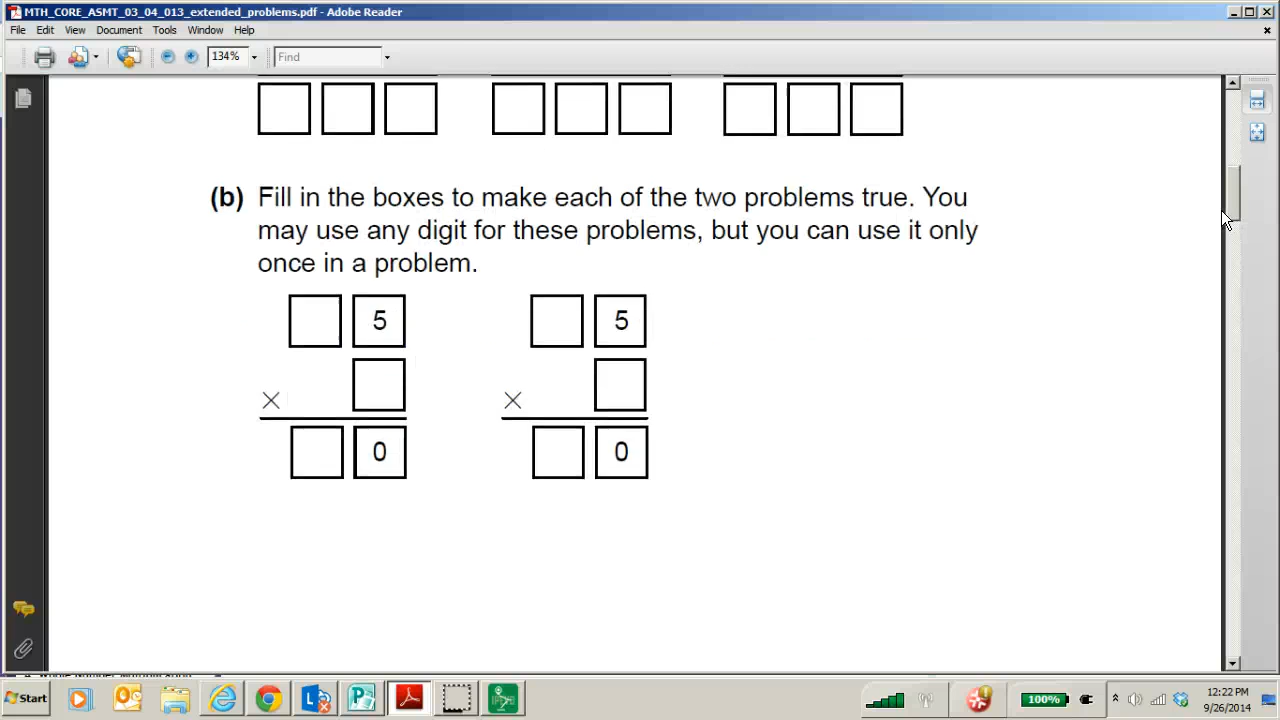 MTH_CORE_ASMT_03_04_013_extended_problems.pdf - Adobe Reader
File Edit View Document Tools Window Help
134% Find
(b) Fill in the boxes to make each of the two problems true. You
may use any digit for these problems, but you can use it only
once in a problem.
5 5
× ×
0 0
Start 100% 12:22 PM
9/26/2014